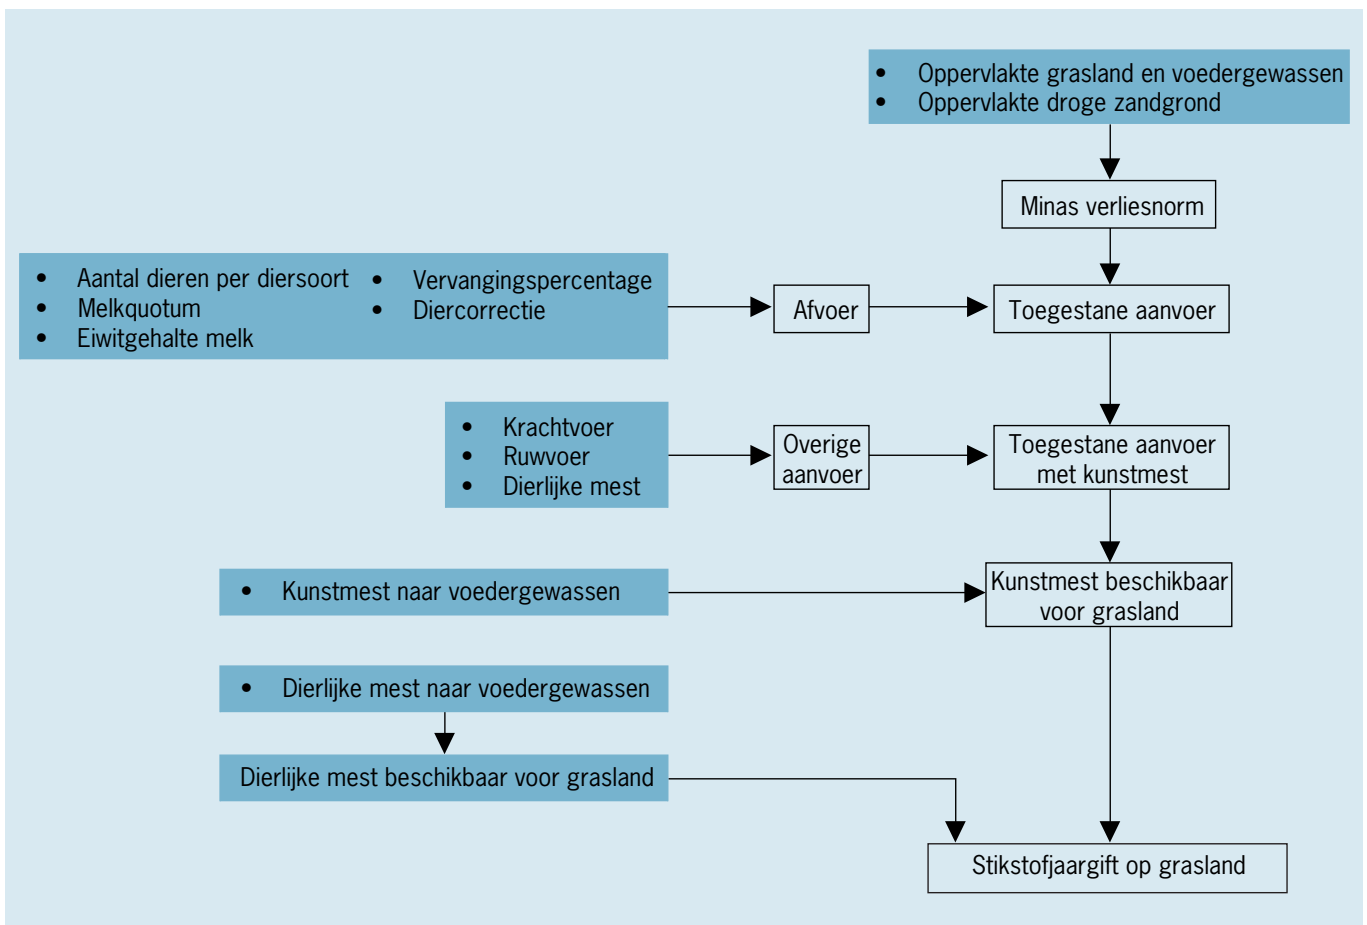 • Oppervlakte grasland en voedergewassen
• Oppervlakte droge zandgrond
Minas verliesnorm
• Aantal dieren per diersoort
• Melkquotum
• Eiwitgehalte melk
• Vervangingspercentage
• Diercorrectie
Afvoer
Toegestane aanvoer
• Krachtvoer
• Ruwvoer
• Dierlijke mest
Overige
aanvoer
Toegestane aanvoer
met kunstmest
• Kunstmest naar voedergewassen
Kunstmest beschikbaar
voor grasland
• Dierlijke mest naar voedergewassen
Dierlijke mest beschikbaar voor grasland
Stikstofjaargift op grasland